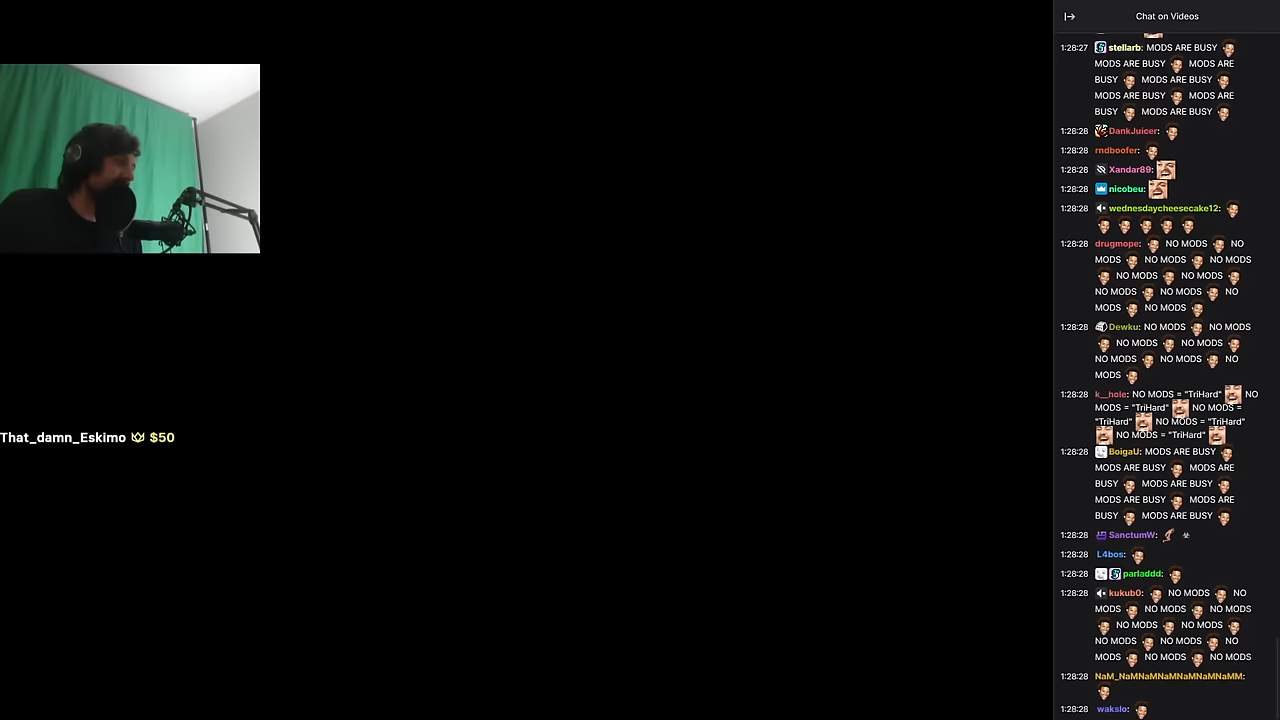 Chat on Videos
1:28:27 stellarb: MODS ARE BUSY
MODS ARE BUSY MODS ARE
BUSY MODS ARE BUSY
MODS ARE BUSY MODS ARE
BUSY MODS ARE BUSY
1:28:28 DankJuicer:
1:28:28 rndboofer:
1:28:28 Xandar89:
1:28:28 nicobeu:
1:28:28 wednesdaycheesecake12:
1:28:28 drugmope: NO MODS NO
MODS NO MODS NO MODS
NO MODS NO MODS
NO MODS NO MODS NO
MODS NO MODS
1:28:28 Dewku: NO MODS NO MODS
NO MODS NO MODS
NO MODS NO MODS NO
MODS
1:28:28 k__hole: NO MODS = "TriHard" NO
MODS = "TriHard" NO MODS =
"TriHard" NO MODS = "TriHard"
NO MODS = "TriHard"
1:28:28 BoigaU: MODS ARE BUSY
MODS ARE BUSY MODS ARE
BUSY MODS ARE BUSY
MODS ARE BUSY MODS ARE
BUSY MODS ARE BUSY
1:28:28 SanctumW:
1:28:28 L4bos:
1:28:28 parladdd:
1:28:28 kukub0: NO MODS NO
MODS NO MODS NO MODS
NO MODS NO MODS
NO MODS NO MODS NO
MODS NO MODS NO MODS
1:28:28 NaM_NaMNaMNaMNaMNaMNaMM:
1:28:28 wakslo:
That_damn_Eskimo $50